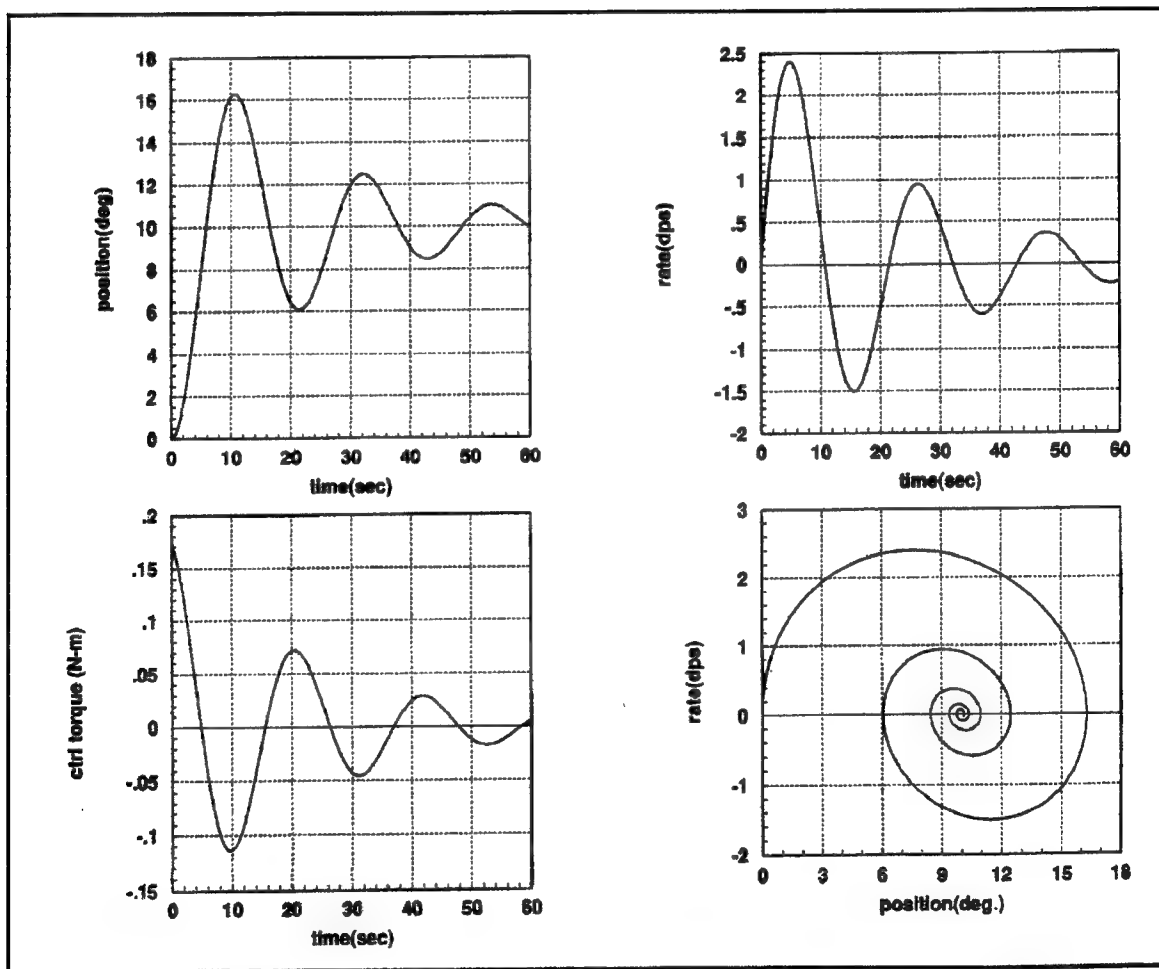 18
16
14
12
10
8
6
4
2
0
position(deg)
0 10 20 30 40 50 60
time(sec)
2.5
2
1.5
1
.5
0
-.5
-1
-1.5
-2
rate(dps)
0 10 20 30 40 50 60
time(sec)
.2
.15
.1
.05
0
-.05
-.1
-.15
ctrl torque (N-m)
0 10 20 30 40 50 60
time(sec)
3
2
1
0
-1
-2
rate(dps)
0 3 6 9 12 15 18
position(deg.)